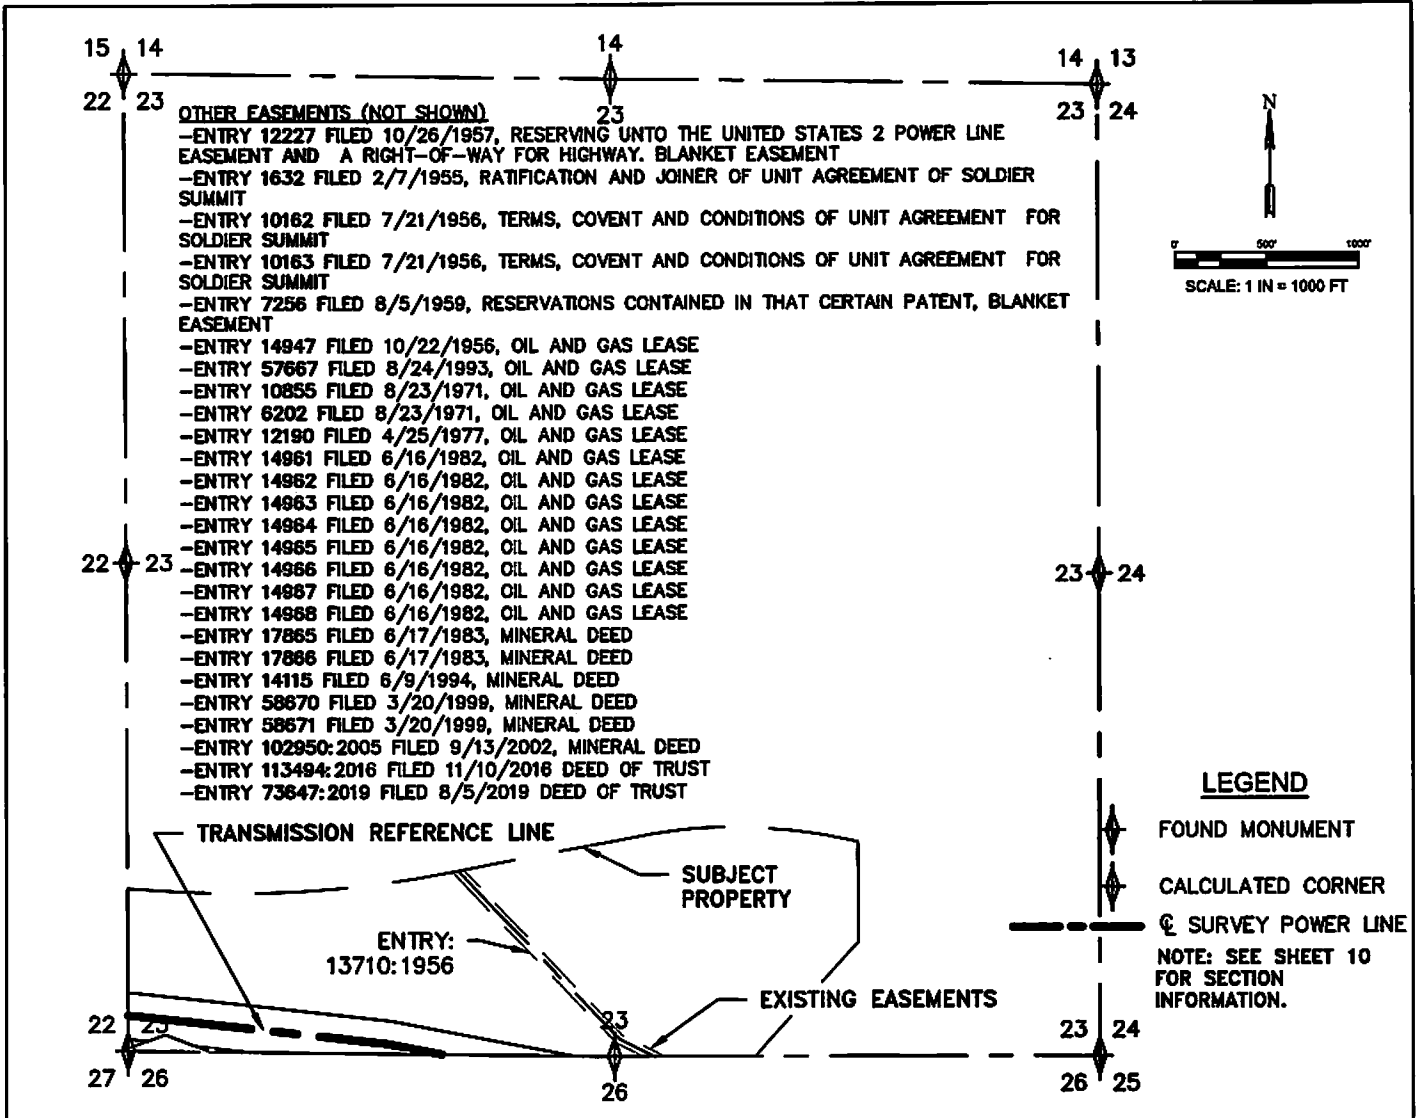 15 14
14
14 13
22 23
23
23 24
OTHER EASEMENTS (NOT SHOWN)
-ENTRY 12227 FILED 10/26/1957, RESERVING UNTO THE UNITED STATES 2 POWER LINE
EASEMENT AND A RIGHT-OF-WAY FOR HIGHWAY. BLANKET EASEMENT
-ENTRY 1632 FILED 2/7/1955, RATIFICATION AND JOINER OF UNIT AGREEMENT OF SOLDIER
SUMMIT
-ENTRY 10162 FILED 7/21/1956, TERMS, COVENT AND CONDITIONS OF UNIT AGREEMENT FOR
SOLDIER SUMMIT
-ENTRY 10163 FILED 7/21/1956, TERMS, COVENT AND CONDITIONS OF UNIT AGREEMENT FOR
SOLDIER SUMMIT
-ENTRY 7256 FILED 8/5/1959, RESERVATIONS CONTAINED IN THAT CERTAIN PATENT, BLANKET
EASEMENT
-ENTRY 14947 FILED 10/22/1956, OIL AND GAS LEASE
-ENTRY 57667 FILED 8/24/1993, OIL AND GAS LEASE
-ENTRY 10855 FILED 8/23/1971, OIL AND GAS LEASE
-ENTRY 6202 FILED 8/23/1971, OIL AND GAS LEASE
-ENTRY 12190 FILED 4/25/1977, OIL AND GAS LEASE
-ENTRY 14961 FILED 6/16/1982, OIL AND GAS LEASE
-ENTRY 14962 FILED 6/16/1982, OIL AND GAS LEASE
-ENTRY 14963 FILED 6/16/1982, OIL AND GAS LEASE
-ENTRY 14964 FILED 6/16/1982, OIL AND GAS LEASE
-ENTRY 14965 FILED 6/16/1982, OIL AND GAS LEASE
-ENTRY 14966 FILED 6/16/1982, OIL AND GAS LEASE
-ENTRY 14967 FILED 6/16/1982, OIL AND GAS LEASE
-ENTRY 14968 FILED 6/16/1982, OIL AND GAS LEASE
-ENTRY 17865 FILED 6/17/1983, MINERAL DEED
-ENTRY 17866 FILED 6/17/1983, MINERAL DEED
-ENTRY 14115 FILED 6/9/1994, MINERAL DEED
-ENTRY 58670 FILED 3/20/1999, MINERAL DEED
-ENTRY 58671 FILED 3/20/1999, MINERAL DEED
-ENTRY 102950:2005 FILED 9/13/2002, MINERAL DEED
-ENTRY 113494:2016 FILED 11/10/2016 DEED OF TRUST
-ENTRY 73647:2019 FILED 8/5/2019 DEED OF TRUST
22 23
23 24
N
0' 500' 1000'
SCALE: 1 IN = 1000 FT
TRANSMISSION REFERENCE LINE
SUBJECT
PROPERTY
ENTRY:
13710:1956
EXISTING EASEMENTS
LEGEND
FOUND MONUMENT
CALCULATED CORNER
℄ SURVEY POWER LINE
NOTE: SEE SHEET 10
FOR SECTION
INFORMATION.
22 23
23
23 24
27 26
26
26 25